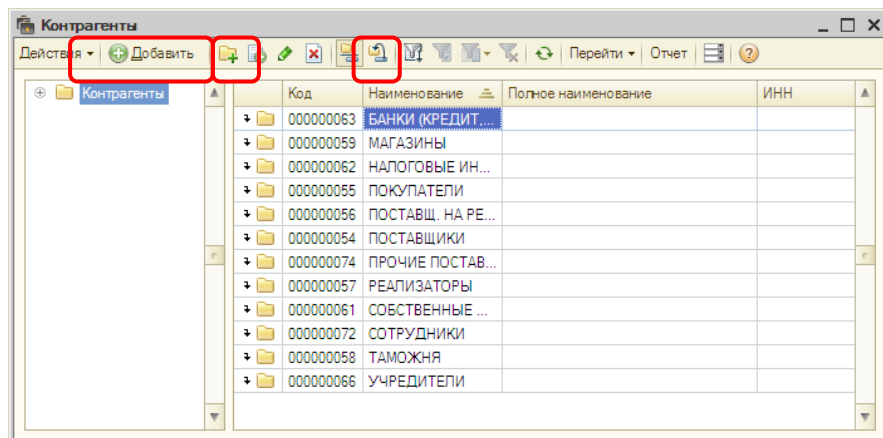 Контрагенты
Действия Добавить Перейти Отчет
Контрагенты
Код Наименование Полное наименование ИНН
000000063 БАНКИ (КРЕДИТ,...
000000059 МАГАЗИНЫ
000000062 НАЛОГОВЫЕ ИН...
000000055 ПОКУПАТЕЛИ
000000056 ПОСТАВЩ. НА РЕ...
000000054 ПОСТАВЩИКИ
000000074 ПРОЧИЕ ПОСТАВ...
000000057 РЕАЛИЗАТОРЫ
000000061 СОБСТВЕННЫЕ ...
000000072 СОТРУДНИКИ
000000058 ТАМОЖНЯ
000000066 УЧРЕДИТЕЛИ